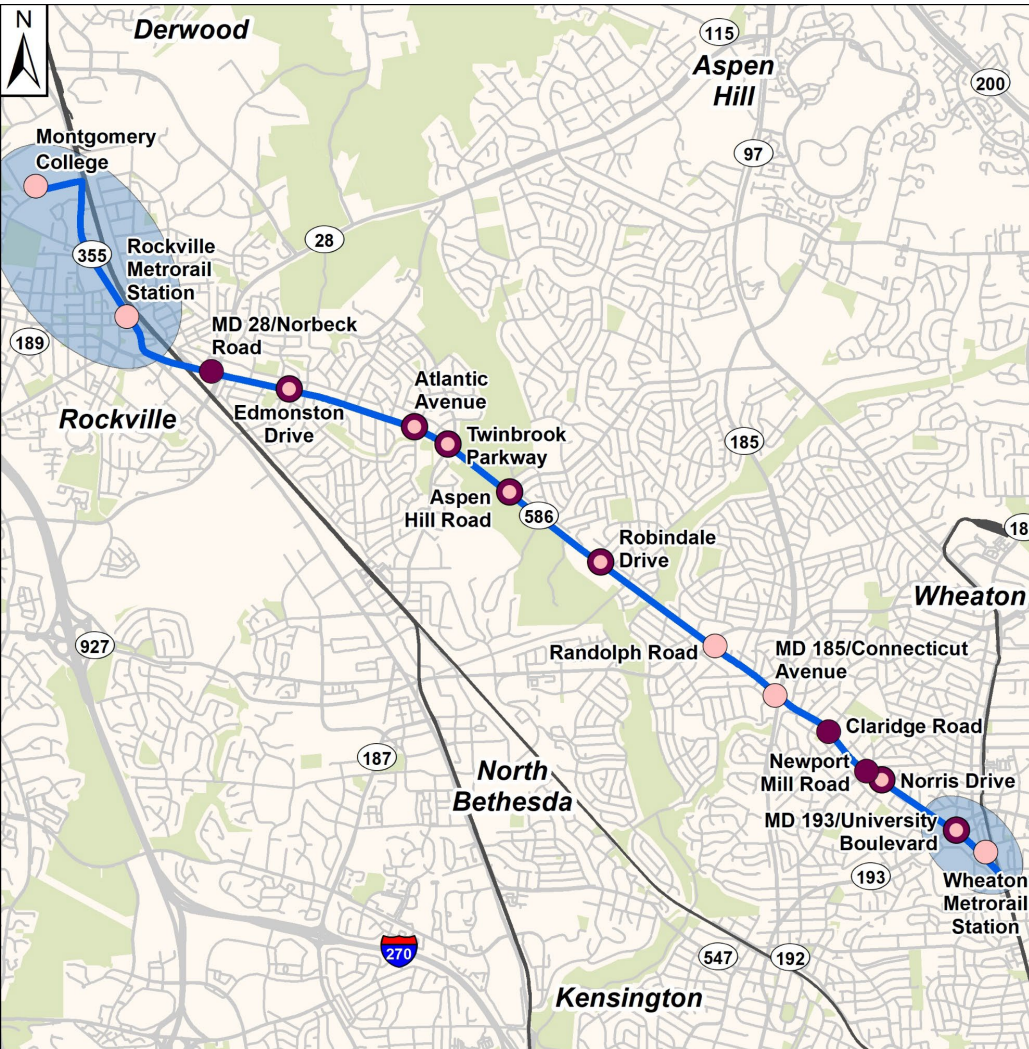 N
Derwood
115
Aspen
Hill
200
Montgomery
College
97
28
355
Rockville
Metrorail
Station
189
MD 28/Norbeck
Road
Atlantic
Avenue
Rockville
Edmonston
Drive
Twinbrook
Parkway
185
Aspen
Hill Road
586
18
Robindale
Drive
Wheaton
927
Randolph Road
MD 185/Connecticut
Avenue
Claridge Road
187
North
Bethesda
Newport
Mill Road
Norris Drive
MD 193/University
Boulevard
193
Wheaton
Metrorail
Station
270
547
192
Kensington